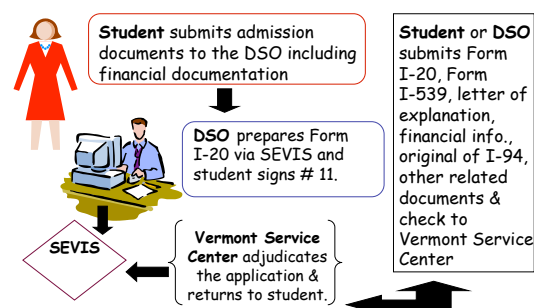 Student submits admission
documents to the DSO including
financial documentation
DSO prepares Form
I-20 via SEVIS and
student signs # 11.
SEVIS
Vermont Service
Center adjudicates
the application &
returns to student.
Student or DSO
submits Form
I-20, Form
I-539, letter of
explanation,
financial info.,
original of I-94,
other related
documents &
check to
Vermont Service
Center